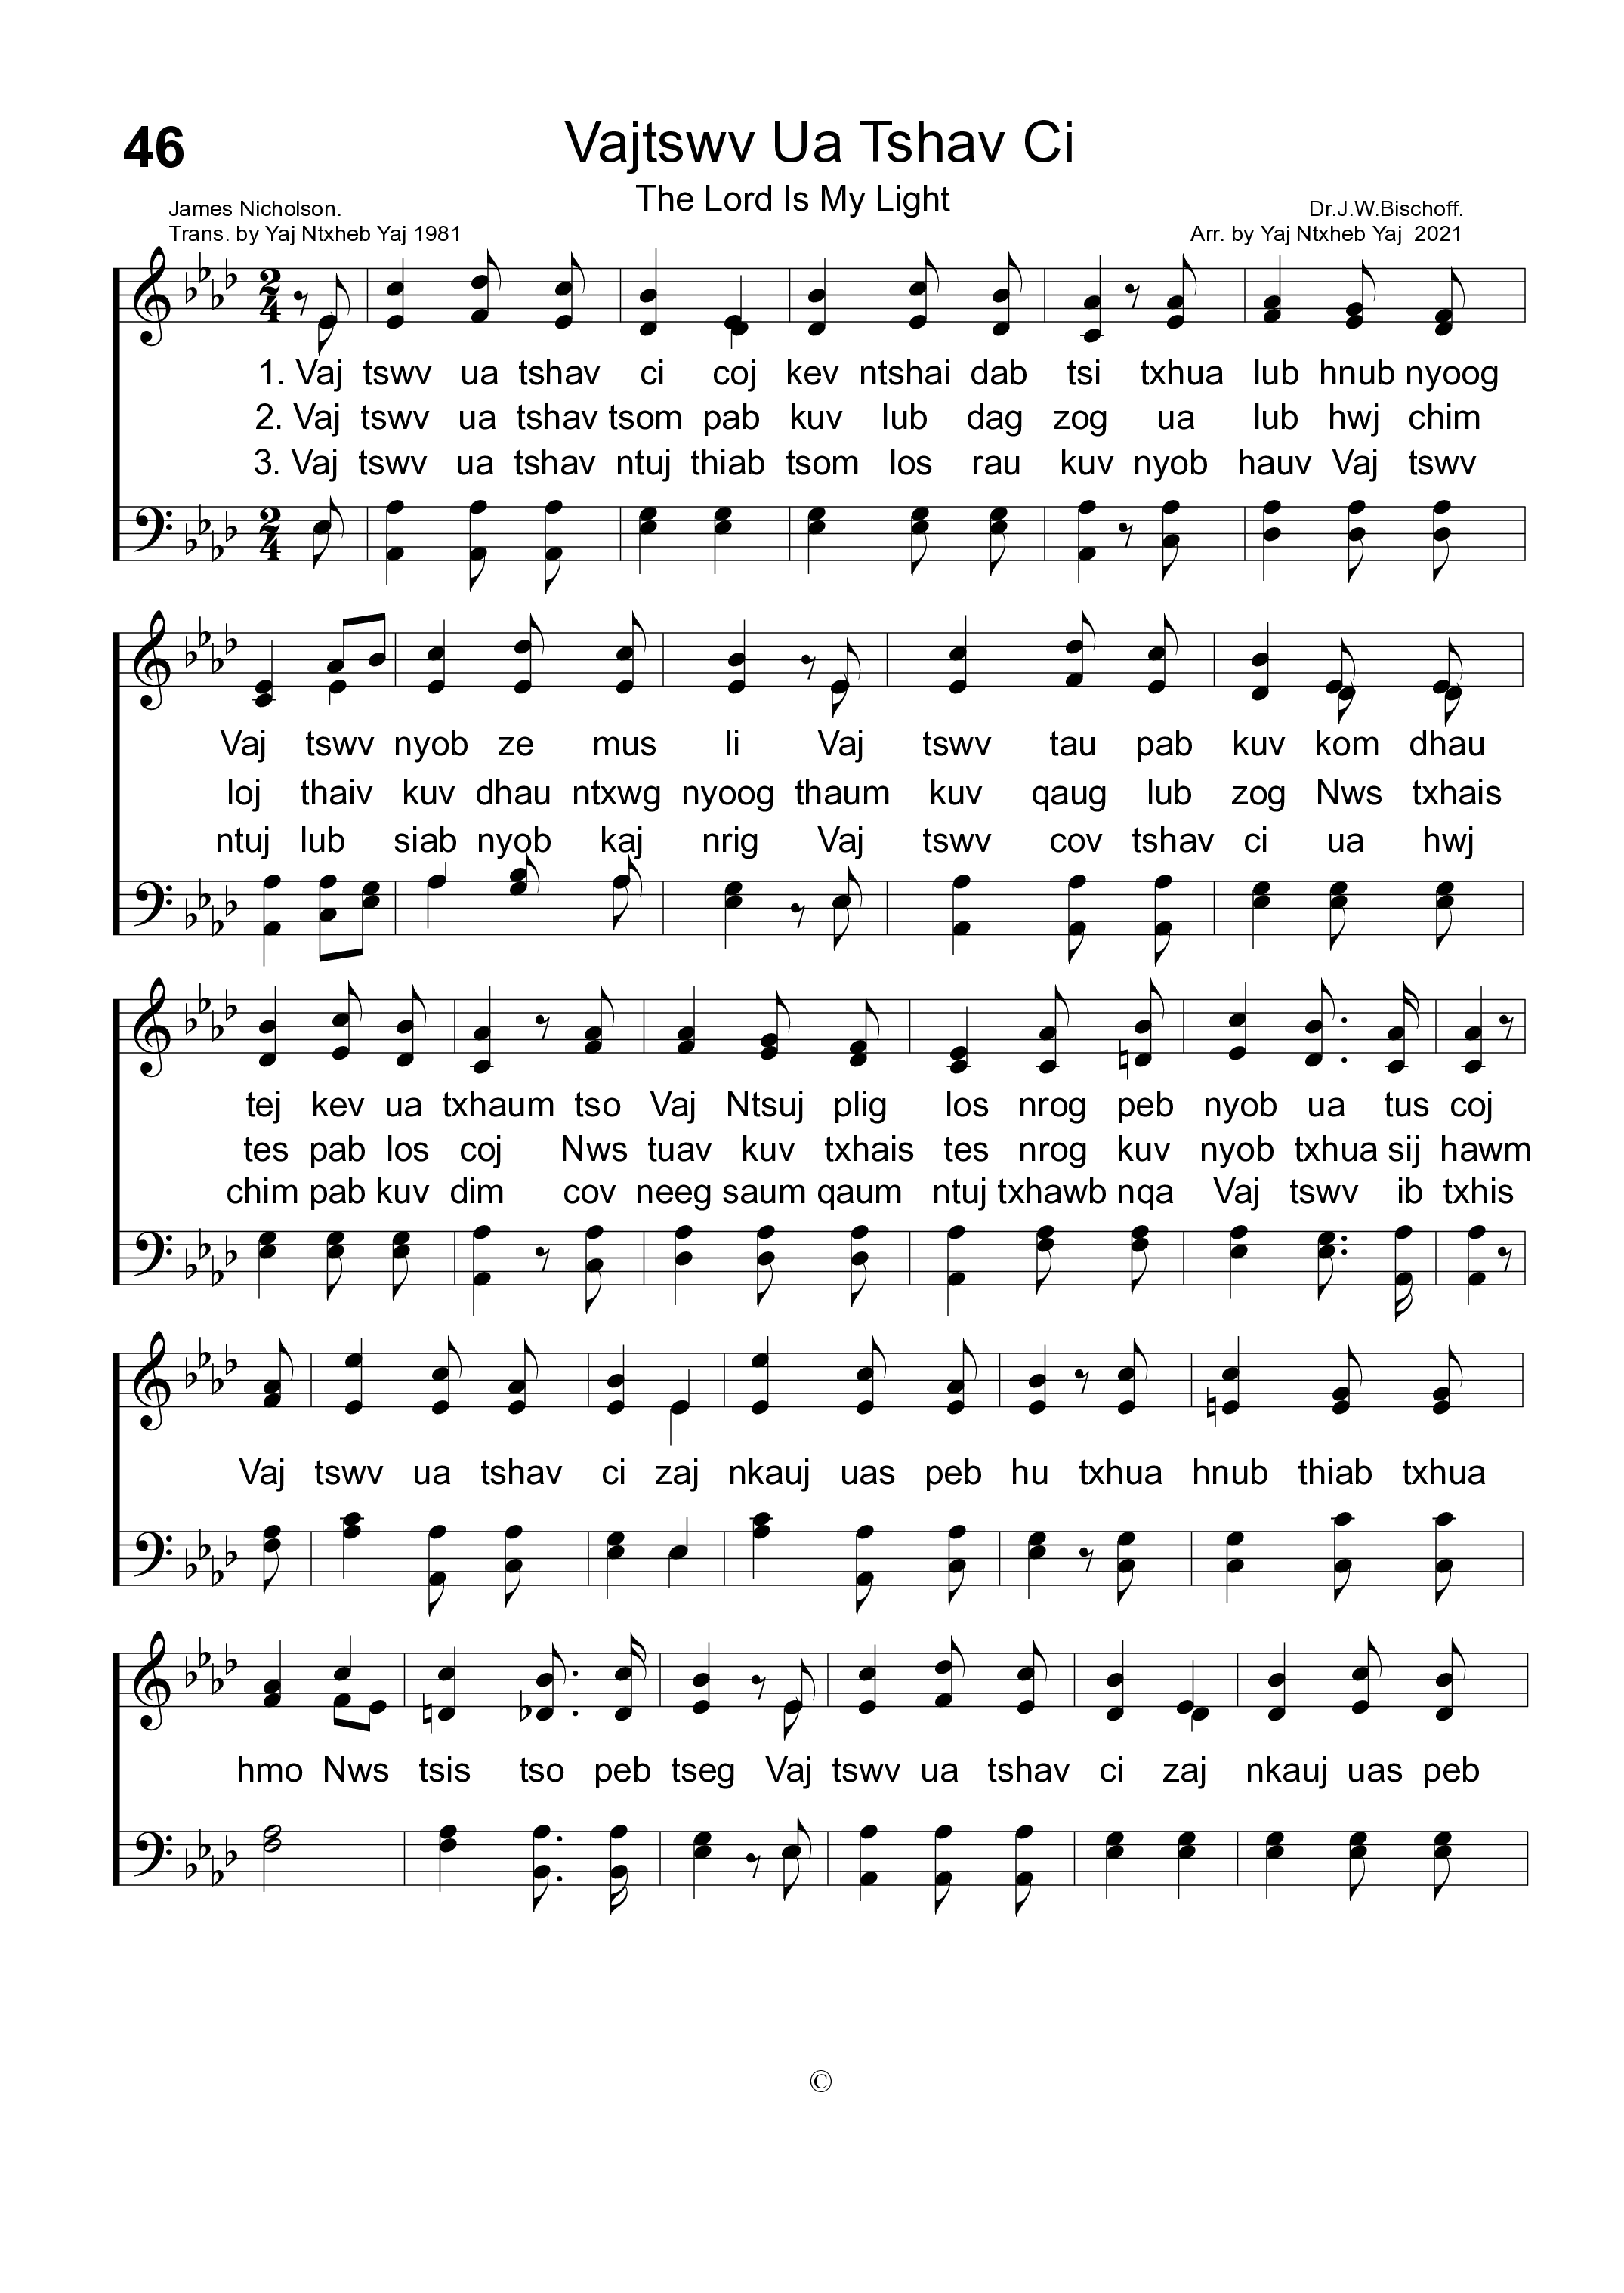 46
Vajtswv Ua Tshav Ci
The Lord Is My Light
James Nicholson.
Trans. by Yaj Ntxheb Yaj 1981
Dr.J.W.Bischoff.
Arr. by Yaj Ntxheb Yaj 2021
2
4
1. Vaj tswv ua tshav ci coj kev ntshai dab tsi txhua lub hnub nyoog
2. Vaj tswv ua tshav tsom pab kuv lub dag zog ua lub hwj chim
3. Vaj tswv ua tshav ntuj thiab tsom los rau kuv nyob hauv Vaj tswv
2
4
Vaj tswv nyob ze mus li Vaj tswv tau pab kuv kom dhau
loj thaiv kuv dhau ntxwg nyoog thaum kuv qaug lub zog Nws txhais
ntuj lub siab nyob kaj nrig Vaj tswv cov tshav ci ua hwj
tej kev ua txhaum tso Vaj Ntsuj plig los nrog peb nyob ua tus coj
tes pab los coj Nws tuav kuv txhais tes nrog kuv nyob txhua sij hawm
chim pab kuv dim cov neeg saum qaum ntuj txhawb nqa Vaj tswv ib txhis
Vaj tswv ua tshav ci zaj nkauj uas peb hu txhua hnub thiab txhua
hmo Nws tsis tso peb tseg Vaj tswv ua tshav ci zaj nkauj uas peb
©